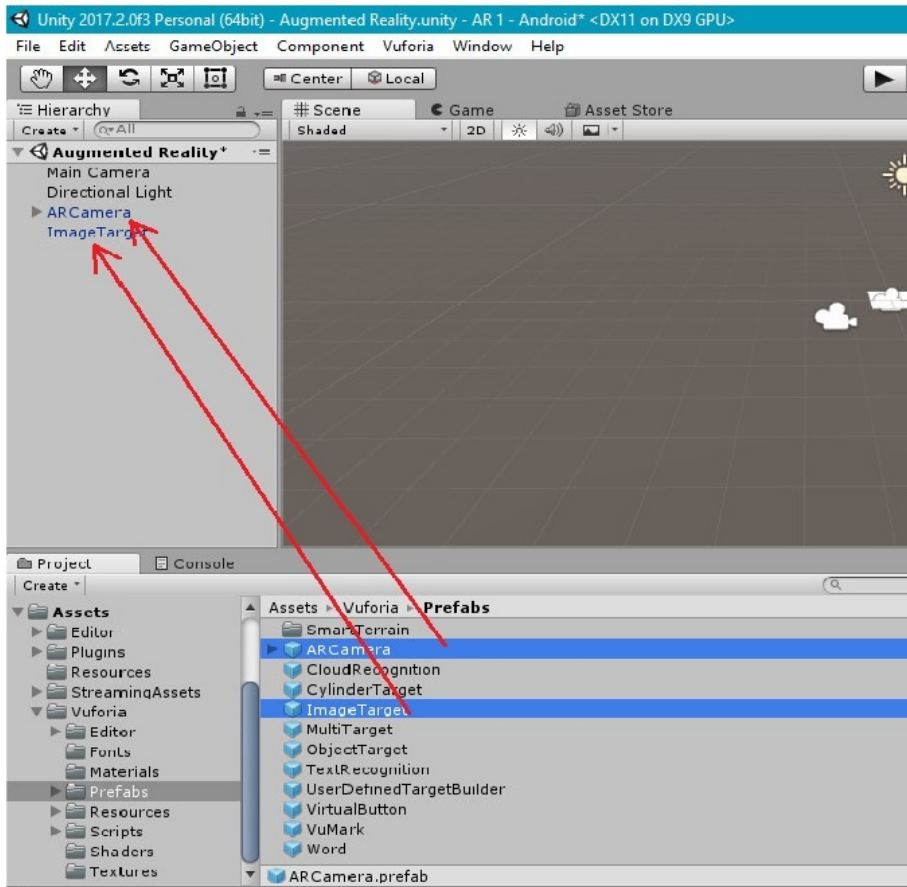 Unity 2017.2.0f3 Personal (64bit) - Augmented Reality.unity - AR 1 - Android* <DX11 on DX9 GPU>
File Edit Assets GameObject Component Vuforia Window Help
Center Local
Hierarchy
Create All
Augmented Reality*
Main Camera
Directional Light
ARCamera
ImageTarget
Scene Game Asset Store
Shaded 2D
Project Console
Create
Assets
Editor
Plugins
Resources
StreamingAssets
Vuforia
Editor
Fonts
Materials
Prefabs
Resources
Scripts
Shaders
Textures
Assets Vuforia Prefabs
SmartTerrain
ARCamera
CloudRecognition
CylinderTarget
ImageTarget
MultiTarget
ObjectTarget
TextRecognition
UserDefinedTargetBuilder
VirtualButton
VuMark
Word
ARCamera.prefab